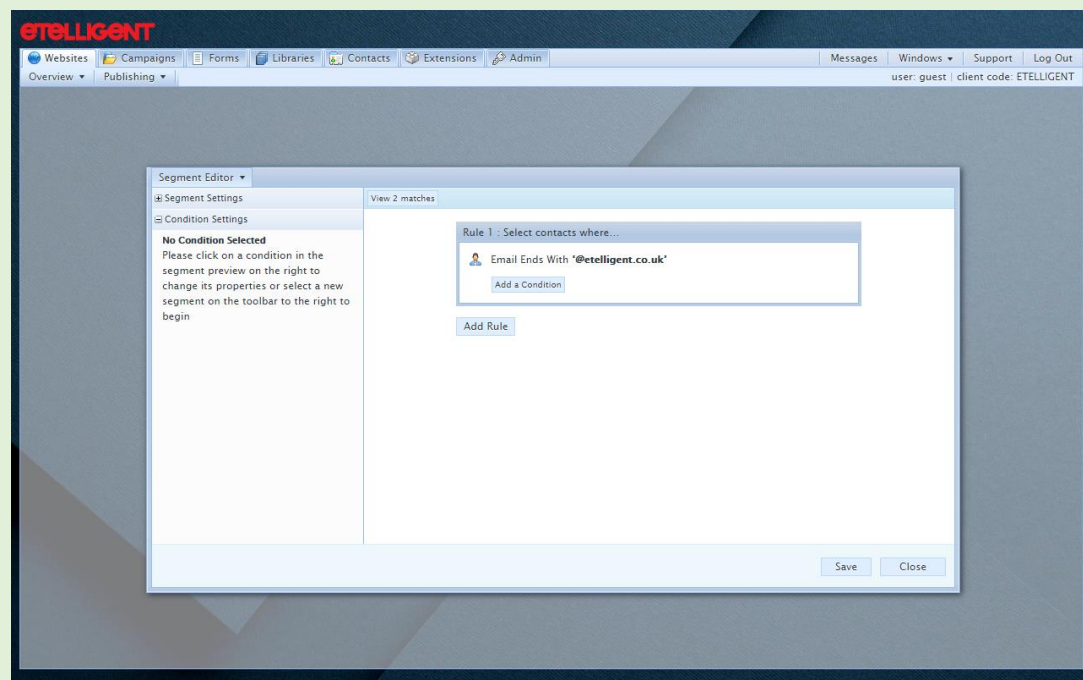 eTELLIGENT
Websites Campaigns Forms Libraries Contacts Extensions Admin Messages Windows Support Log Out
Overview Publishing user: guest client code: ETELLIGENT
Segment Editor
Segment Settings View 2 matches
Condition Settings
No Condition Selected
Please click on a condition in the
segment preview on the right to
change its properties or select a new
segment on the toolbar to the right to
begin
Rule 1 : Select contacts where...
Email Ends With '@etelligent.co.uk'
Add a Condition
Add Rule
Save Close